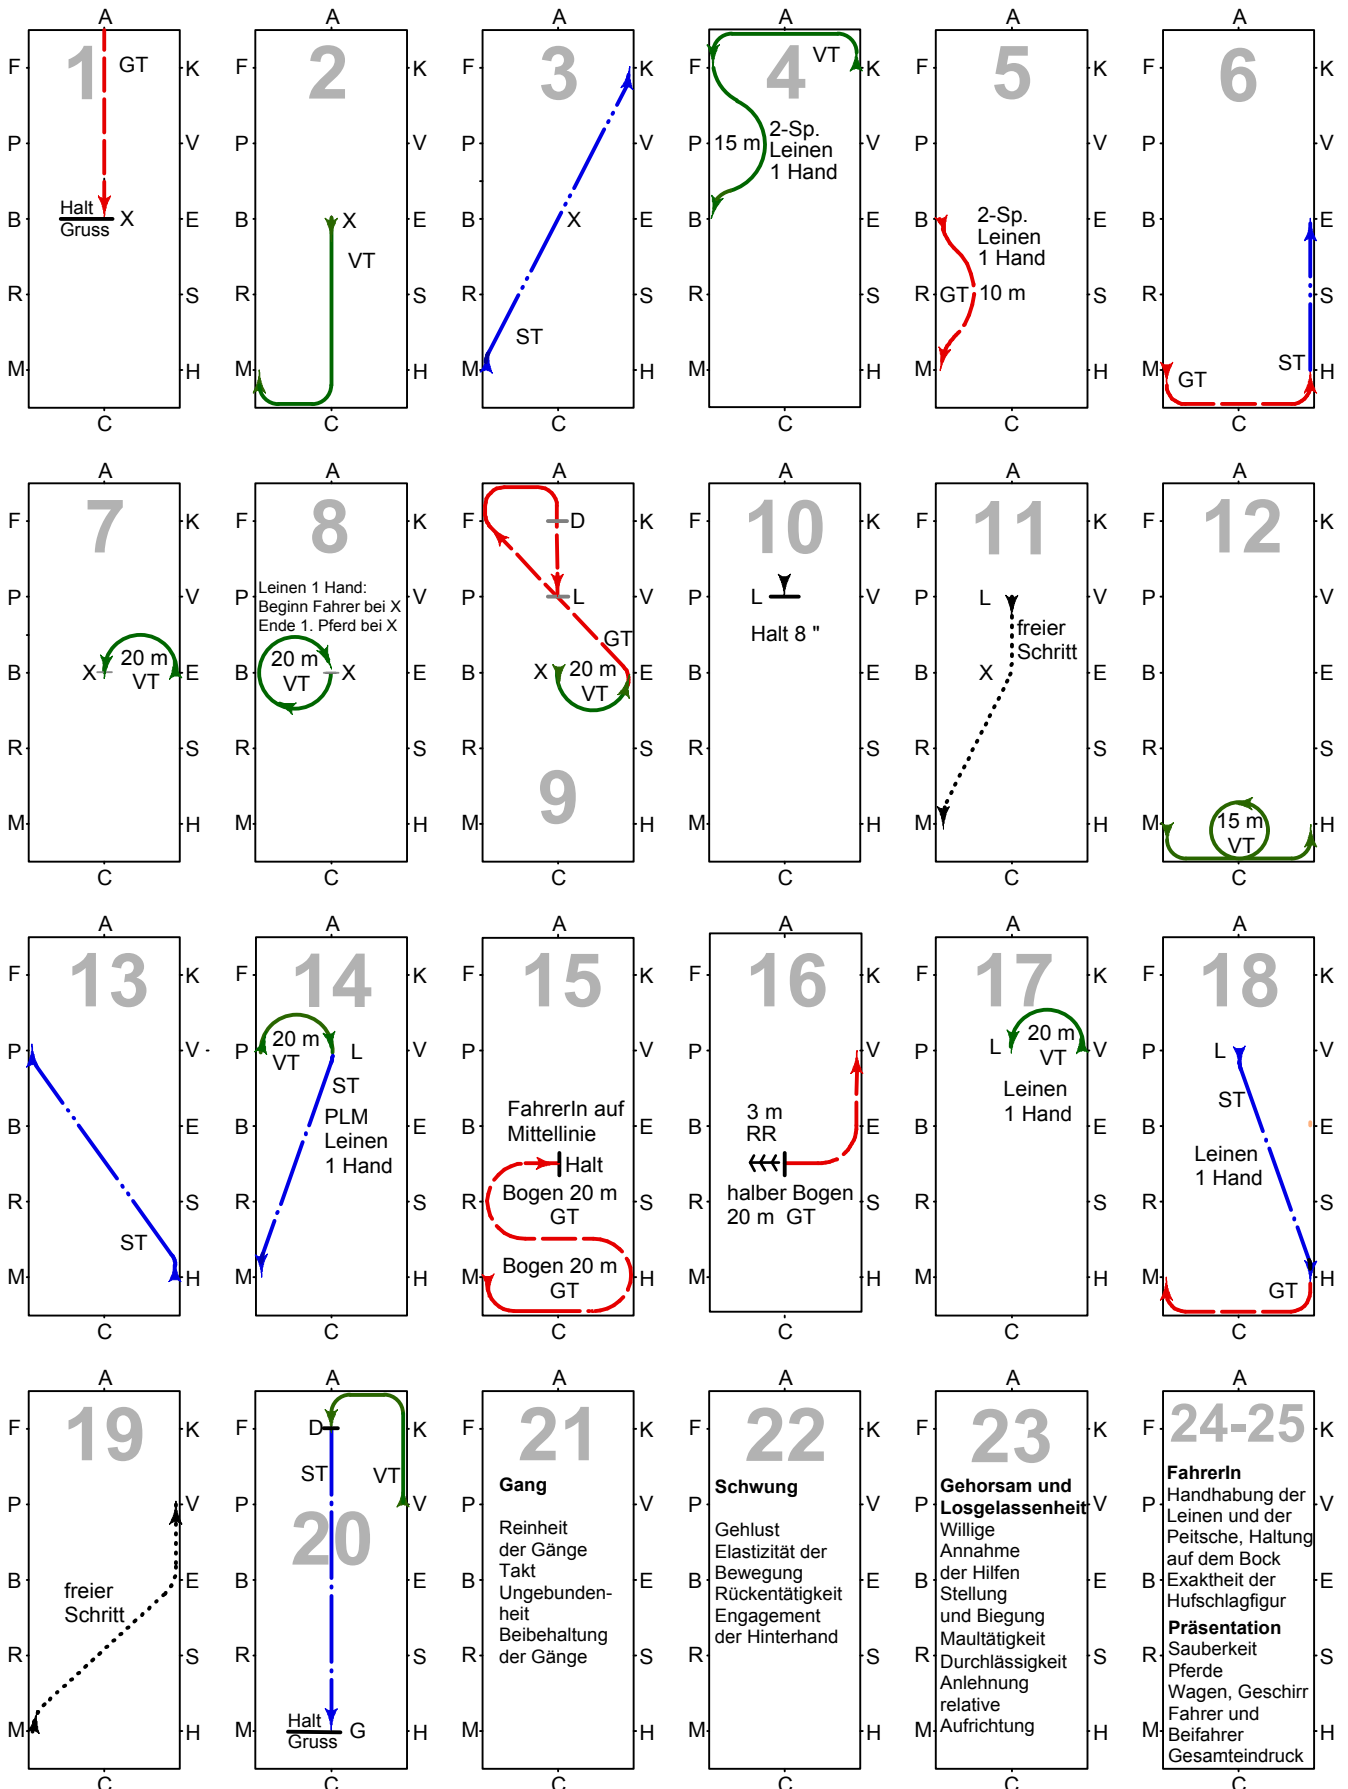 A
1
GT
F
K
P
V
Halt
B
X
E
Gruss
R
S
M
H
C
A
2
F
K
P
V
B
X
E
VT
R
S
M
H
C
A
3
F
K
P
V
B
X
E
R
S
ST
M
H
C
A
4
VT
F
K
2-Sp.
P
15 m
Leinen
V
1 Hand
B
E
R
S
M
H
C
A
5
F
K
P
V
2-Sp.
B
Leinen
E
1 Hand
R
GT
10 m
S
M
H
C
A
6
F
K
P
V
B
E
R
S
ST
M
GT
H
C
A
7
F
K
P
V
20 m
B
X
E
VT
R
S
M
H
C
A
8
F
K
Leinen 1 Hand:
P
Beginn Fahrer bei X
V
Ende 1. Pferd bei X
20 m
B
X
E
VT
R
S
M
H
C
A
F
D
K
P
L
V
GT
B
X
20 m
E
VT
R
S
9
M
H
C
A
10
F
K
P
L
V
Halt 8 "
B
E
R
S
M
H
C
A
11
F
K
P
L
V
freier
Schritt
B
X
E
R
S
M
H
C
A
12
F
K
P
V
B
E
R
S
M
15 m
H
VT
C
A
13
F
K
P
V -
B
E
R
S
ST
M
H
C
A
14
F
K
20 m
P
L
V
VT
ST
PLM
B
Leinen
E
1 Hand
R
S
M
H
C
A
15
F
K
P
V
FahrerIn auf
B
Mittellinie
E
Halt
R
Bogen 20 m
S
GT
M
Bogen 20 m
H
GT
C
A
16
F
K
P
V
3 m
B
RR
E
halber Bogen
R
20 m GT
S
M
H
C
A
17
F
K
20 m
P
L
V
VT
Leinen
1 Hand
B
E
R
S
M
H
C
A
18
F
K
P
L
V
ST
B
E
Leinen
1 Hand
R
S
M
GT
H
C
A
19
F
K
P
V
B
freier
E
Schritt
R
S
M
H
C
A
F
D
K
ST
VT
P
V
20
B
E
R
S
Halt
M
G
H
Gruss
C
A
21
F
K
Gang
P
V
Reinheit
der Gänge
Takt
B
E
Ungebunden-
heit
Beibehaltung
R
der Gänge
S
M
H
C
A
22
F
K
Schwung
P
V
Gehlust
Elastizität der
Bewegung
B
E
Rückentätigkeit
Engagement
der Hinterhand
R
S
M
H
C
A
23
F
K
Gehorsam und
P
Losgelassenheit
V
Willige
Annahme
der Hilfen
B
E
Stellung
und Biegung
Maultätigkeit
R
Durchlässigkeit
S
Anlehnung
relative
M
Aufrichtung
H
C
A
24-25
F
K
FahrerIn
Handhabung der
P
Leinen und der
V
Peitsche, Haltung
auf dem Bock
B
Exaktheit der
E
Hufschlagfigur
Präsentation
R
Sauberkeit
S
Pferde
Wagen, Geschirr
M
Fahrer und
H
Beifahrer
Gesamteindruck
C